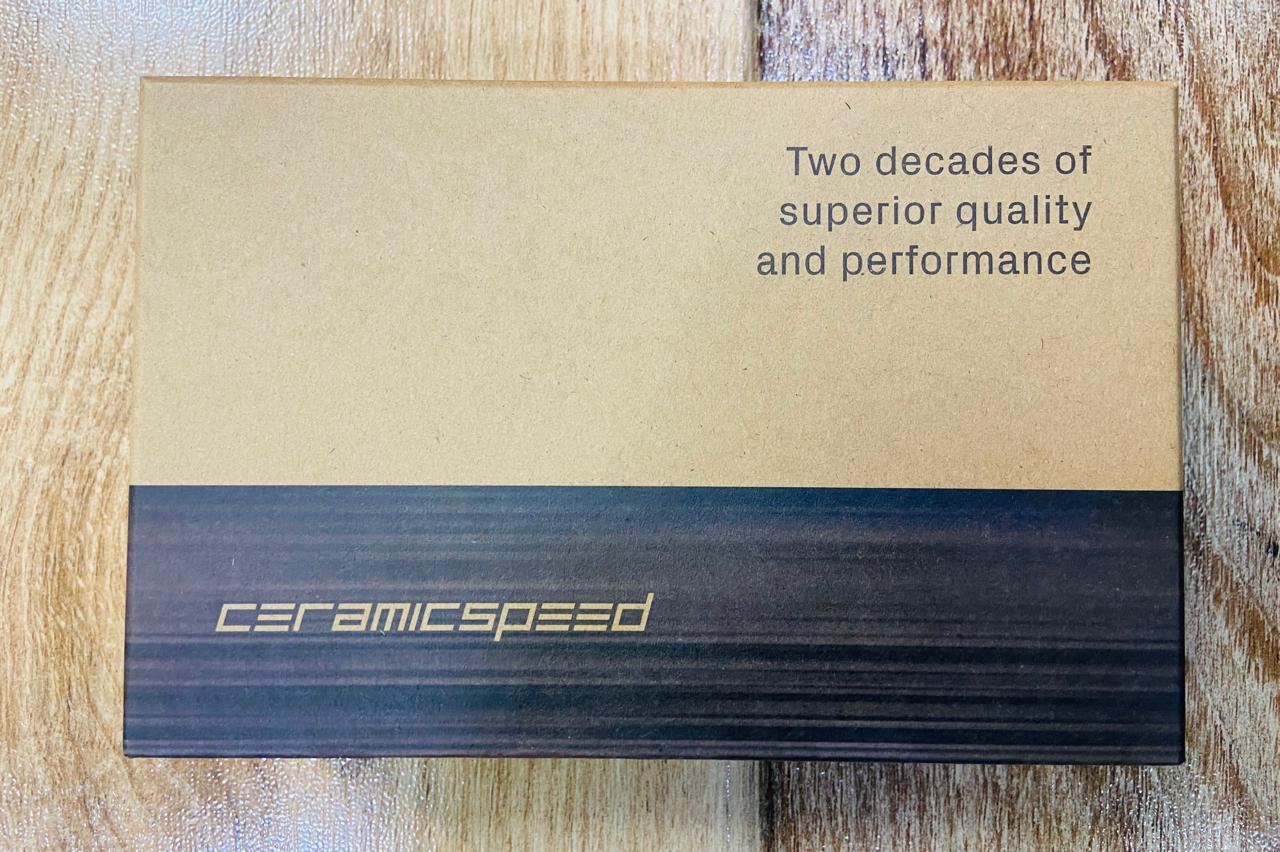 Two decades of
superior quality
and performance
ceramicspeed